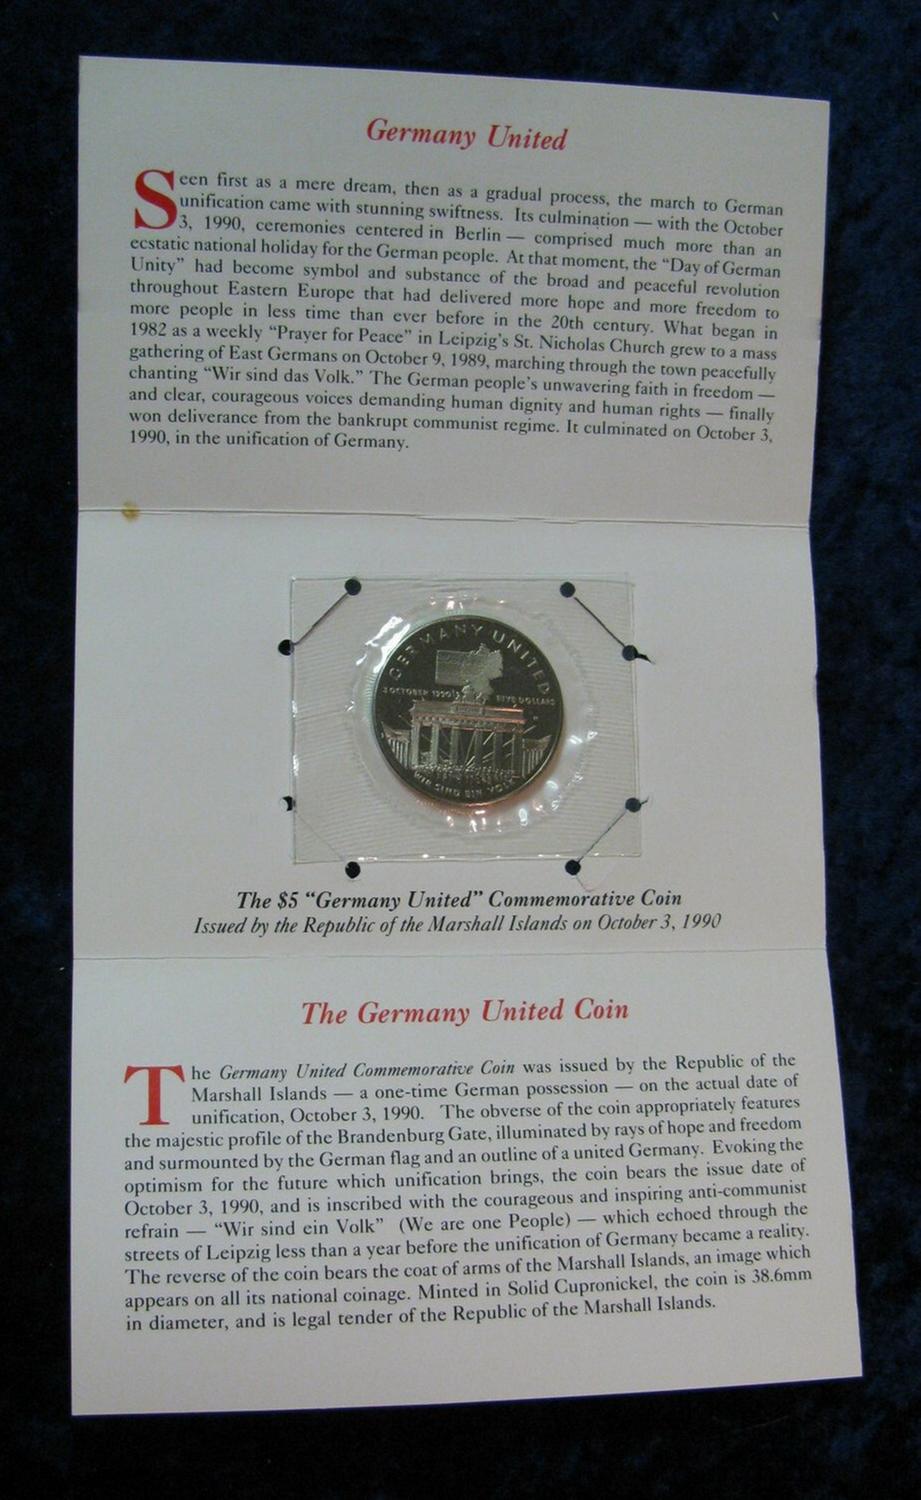 Germany United
Seen first as a mere dream, then as a gradual process, the march to German
unification came with stunning swiftness. Its culmination — with the October
3, 1990, ceremonies centered in Berlin — comprised much more than an
ecstatic national holiday for the German people. At that moment, the “Day of German
Unity” had become symbol and substance of the broad and peaceful revolution
throughout Eastern Europe that had delivered more hope and more freedom to
more people in less time than ever before in the 20th century. What began in
1982 as a weekly “Prayer for Peace” in Leipzig’s St. Nicholas Church grew to a mass
gathering of East Germans on October 9, 1989, marching through the town peacefully
chanting “Wir sind das Volk.” The German people’s unwavering faith in freedom —
and clear, courageous voices demanding human dignity and human rights — finally
won deliverance from the bankrupt communist regime. It culminated on October 3,
1990, in the unification of Germany.
GERMANY UNITED
3 OCTOBER 1990
FIVE DOLLARS
WIR SIND EIN VOLK
The $5 “Germany United” Commemorative Coin
Issued by the Republic of the Marshall Islands on October 3, 1990
The Germany United Coin
The Germany United Commemorative Coin was issued by the Republic of the
Marshall Islands — a one-time German possession — on the actual date of
unification, October 3, 1990. The obverse of the coin appropriately features
the majestic profile of the Brandenburg Gate, illuminated by rays of hope and freedom
and surmounted by the German flag and an outline of a united Germany. Evoking the
optimism for the future which unification brings, the coin bears the issue date of
October 3, 1990, and is inscribed with the courageous and inspiring anti-communist
refrain — “Wir sind ein Volk” (We are one People) — which echoed through the
streets of Leipzig less than a year before the unification of Germany became a reality.
The reverse of the coin bears the coat of arms of the Marshall Islands, an image which
appears on all its national coinage. Minted in Solid Cupronickel, the coin is 38.6mm
in diameter, and is legal tender of the Republic of the Marshall Islands.